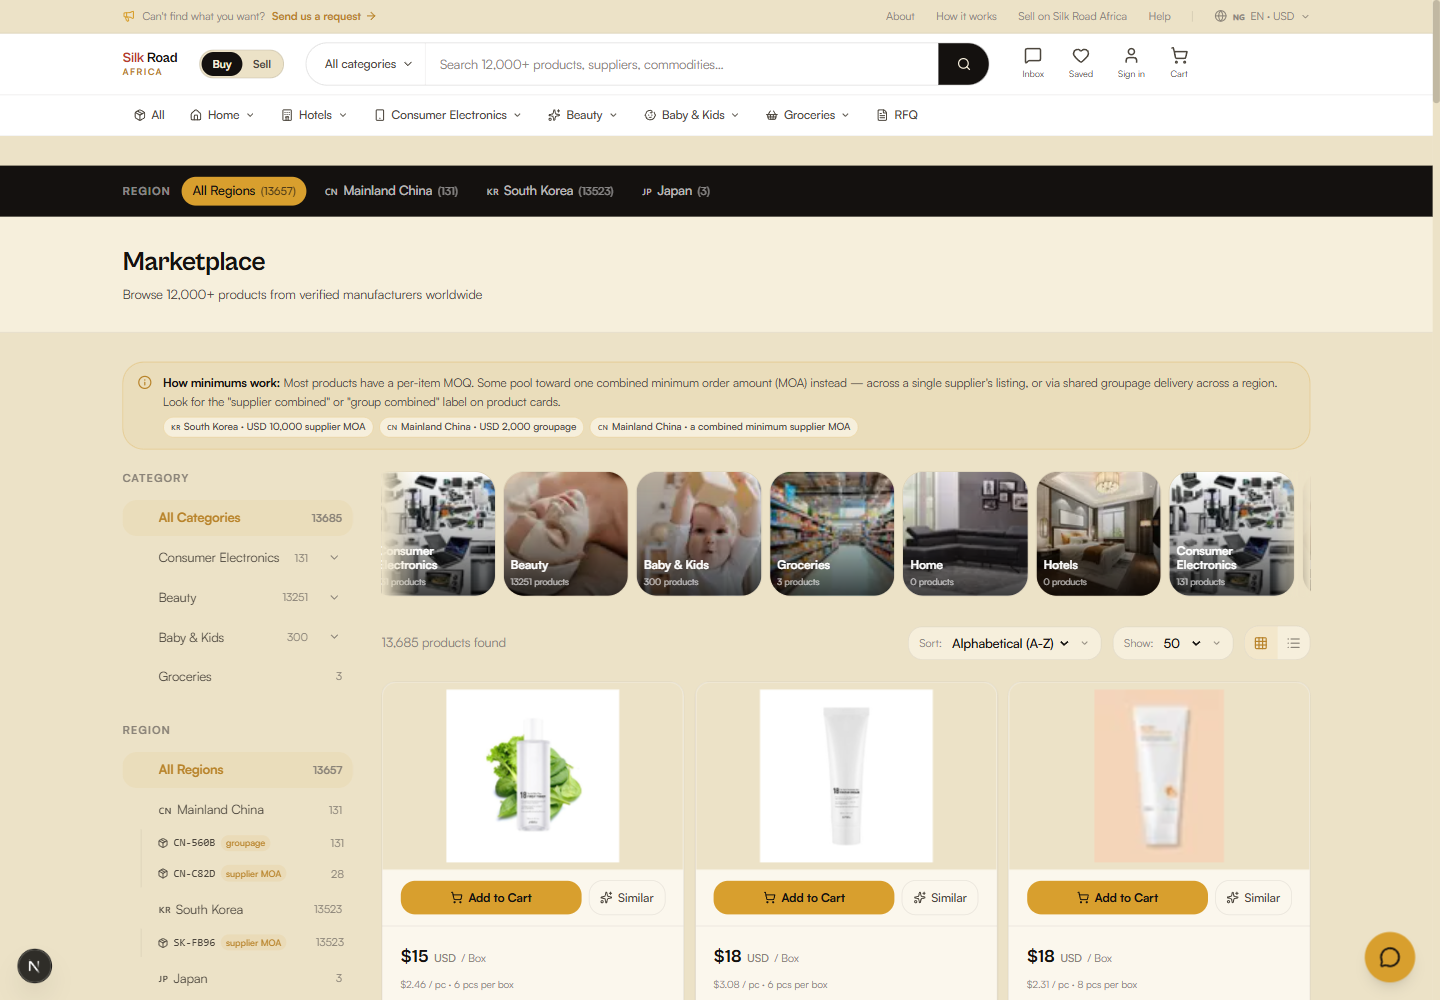 Can't find what you want? Send us a request →
About How it works Sell on Silk Road Africa Help NG EN · USD
Silk Road
AFRICA
Buy Sell
All categories Search 12,000+ products, suppliers, commodities...
Inbox Saved Sign in Cart
All Home Hotels Consumer Electronics Beauty Baby & Kids Groceries RFQ
REGION All Regions (13657) CN Mainland China (131) KR South Korea (13523) JP Japan (3)
Marketplace
Browse 12,000+ products from verified manufacturers worldwide
How minimums work: Most products have a per-item MOQ. Some pool toward one combined minimum order amount (MOA) instead — across a single supplier's listing, or via shared groupage delivery across a region.
Look for the "supplier combined" or "group combined" label on product cards.
KR South Korea · USD 10,000 supplier MOA CN Mainland China · USD 2,000 groupage CN Mainland China · a combined minimum supplier MOA
CATEGORY
All Categories 13685
Consumer Electronics 131
Beauty 13251
Baby & Kids 300
Groceries 3
REGION
All Regions 13657
CN Mainland China 131
CN-560B groupage 131
CN-C82D supplier MOA 28
KR South Korea 13523
SK-FB96 supplier MOA 13523
JP Japan 3
Consumer
Electronics
products
Beauty
13251 products
Baby & Kids
300 products
Groceries
3 products
Home
0 products
Hotels
0 products
Consumer
Electronics
131 products
13,685 products found
Sort: Alphabetical (A-Z) Show: 50
Add to Cart Similar
$15 USD / Box
$2.46 / pc · 6 pcs per box
Add to Cart Similar
$18 USD / Box
$3.08 / pc · 6 pcs per box
Add to Cart Similar
$18 USD / Box
$2.31 / pc · 8 pcs per box
N